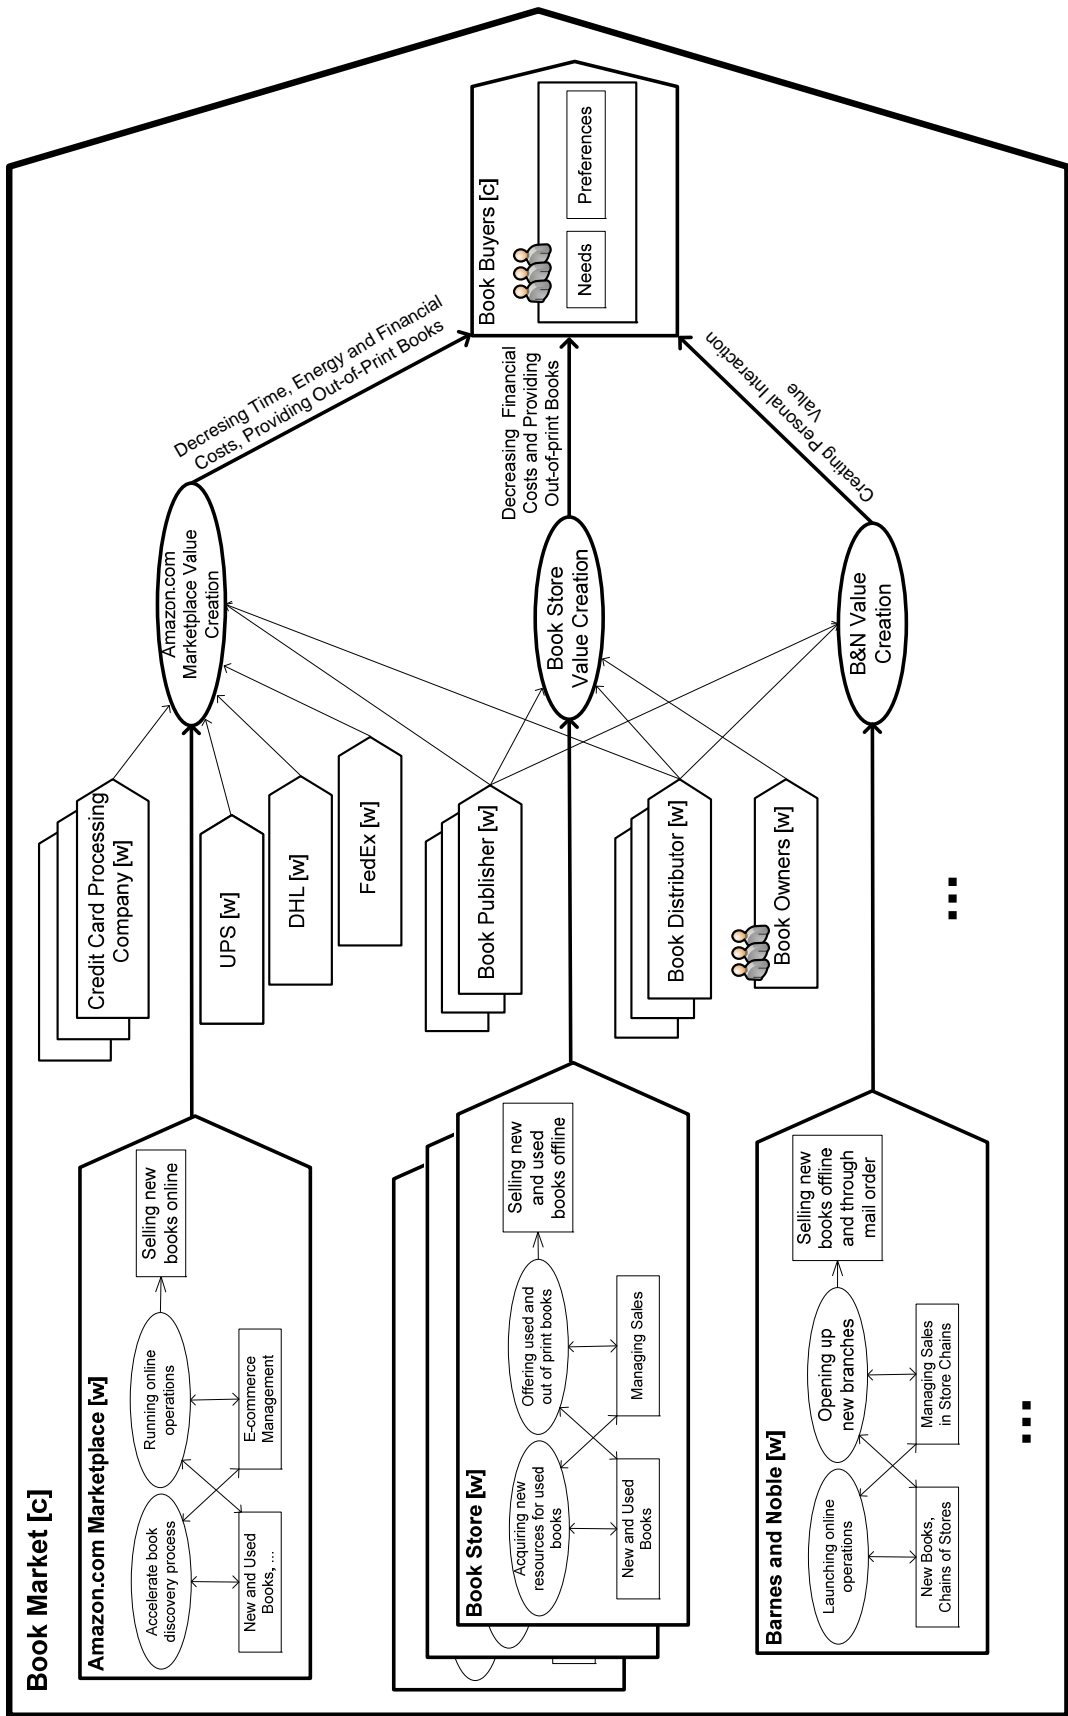 Book Market [c]
Amazon.com Marketplace [w]
Accelerate book
discovery process
Running online
operations
New and Used
Books, ...
E-commerce
Management
Selling new
books online
Book Store [w]
Acquiring new
resources for used
books
Offering used and
out of print books
New and Used
Books
Managing Sales
Selling new
and used
books offline
Barnes and Noble [w]
Launching online
operations
Opening up
new branches
New Books,
Chains of Stores
Managing Sales
in Store Chains
Selling new
books offline
and through
mail order
...
Credit Card Processing
Company [w]
UPS [w]
DHL [w]
FedEx [w]
Book Publisher [w]
Book Distributor [w]
Book Owners [w]
...
Amazon.com
Marketplace Value
Creation
Book Store
Value Creation
B&N Value
Creation
Decresing Time, Energy and Financial
Costs, Providing Out-of-Print Books
Decreasing Financial
Costs and Providing
Out-of-print Books
Creating Personal Interaction
Value
Book Buyers [c]
Needs
Preferences